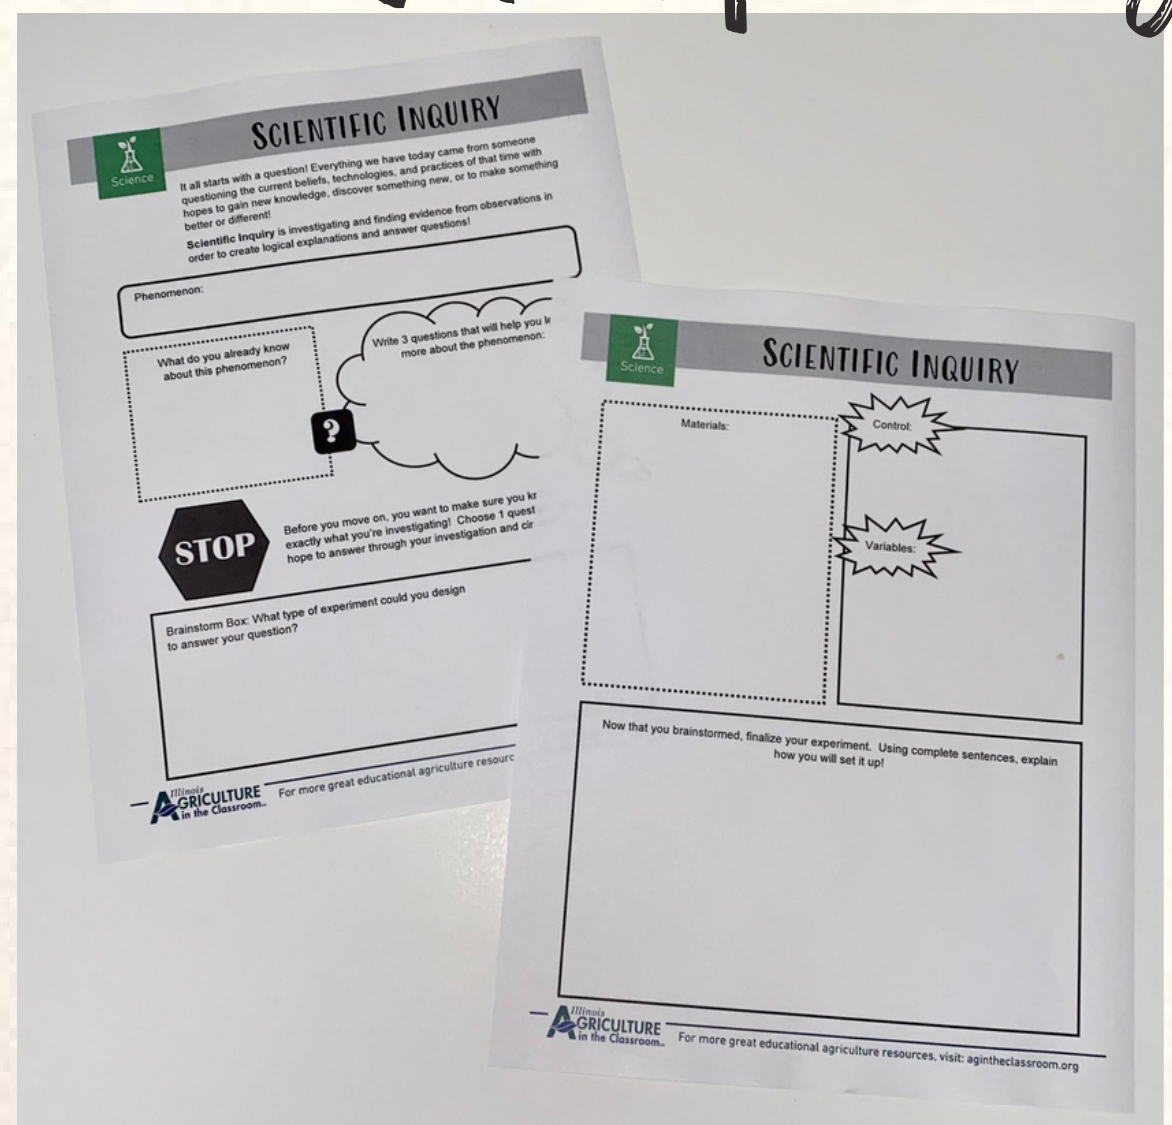 SCIENTIFIC INQUIRY
Science
It all starts with a question! Everything we have today came from someone
questioning the current beliefs, technologies, and practices of that time with
hopes to gain new knowledge, discover something new, or to make something
better or different!
Scientific Inquiry is investigating and finding evidence from observations in
order to create logical explanations and answer questions!
Phenomenon:
What do you already know
about this phenomenon?
Write 3 questions that will help you
more about the phenomenon:
?
STOP
Before you move on, you want to make sure you
exactly what you're investigating! Choose 1
hope to answer through your investigation and
Brainstorm Box: What type of experiment could you design
to answer your question?
Illinois
AGRICULTURE
in the Classroom
For more great educational agriculture
SCIENTIFIC INQUIRY
Science
Materials:
Control:
Variables:
Now that you brainstormed, finalize your experiment. Using complete sentences, explain
how you will set it up!
Illinois
AGRICULTURE
in the Classroom
For more great educational agriculture resources, visit: agintheclassroom.org